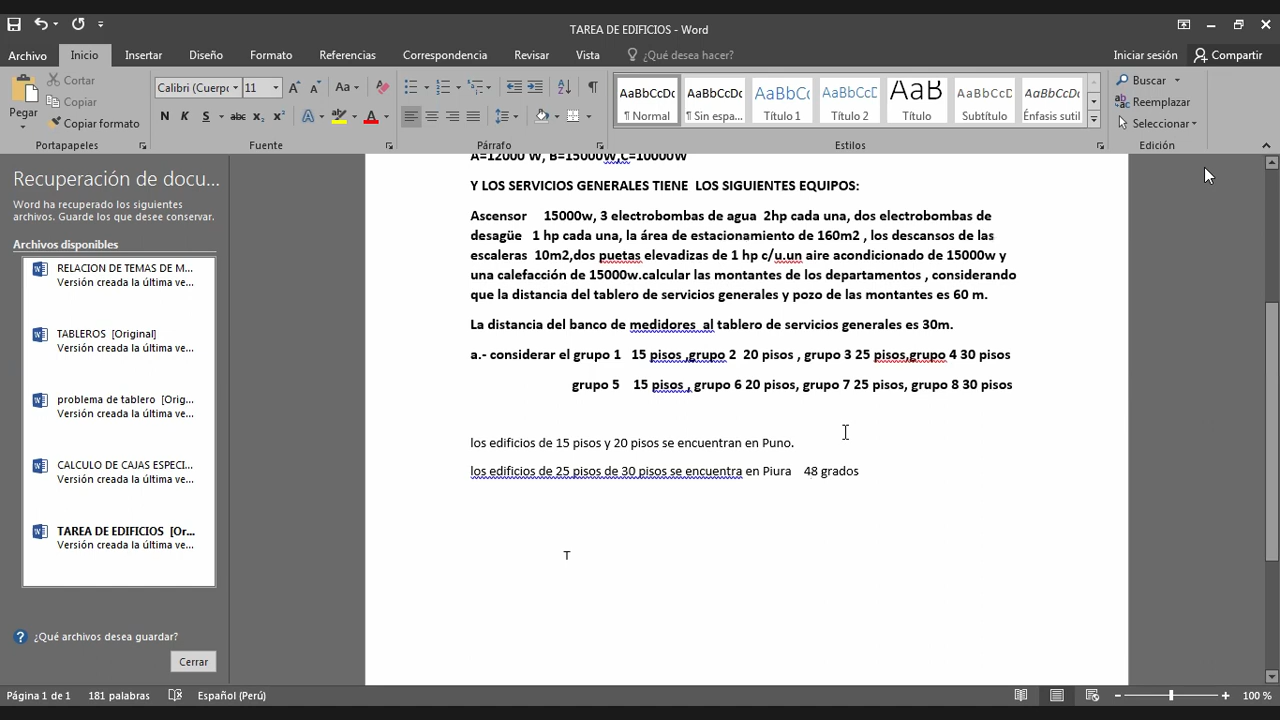 TAREA DE EDIFICIOS - Word
Archivo Inicio Insertar Diseño Formato Referencias Correspondencia Revisar Vista ¿Qué desea hacer? Iniciar sesión Compartir
Pegar
Cortar
Copiar
Copiar formato
Calibri (Cuerpo 11
Aa
N K S abc x₂ x²
A A
AaBbCcDc AaBbCcDc AaBbCc AaBbCcD AaB AaBbCcD AaBbCcDc
¶ Normal ¶ Sin espa... Título 1 Título 2 Título Subtítulo Énfasis sutil
Buscar
Reemplazar
Seleccionar
Portapapeles Fuente Párrafo Estilos Edición
Recuperación de docu...
Word ha recuperado los siguientes
archivos. Guarde los que desee conservar.
Archivos disponibles
RELACION DE TEMAS DE M...
Versión creada la última ve...
TABLEROS [Original]
Versión creada la última ve...
problema de tablero [Orig...
Versión creada la última ve...
CALCULO DE CAJAS ESPECI...
Versión creada la última ve...
TAREA DE EDIFICIOS [Or...
Versión creada la última ve...
¿Qué archivos desea guardar?
Cerrar
A=12000 W, B=15000W,C=10000W
Y LOS SERVICIOS GENERALES TIENE LOS SIGUIENTES EQUIPOS:
Ascensor 15000w, 3 electrobombas de agua 2hp cada una, dos electrobombas de
desagüe 1 hp cada una, la área de estacionamiento de 160m2 , los descansos de las
escaleras 10m2,dos puetas elevadizas de 1 hp c/u.un aire acondicionado de 15000w y
una calefacción de 15000w.calcular las montantes de los departamentos , considerando
que la distancia del tablero de servicios generales y pozo de las montantes es 60 m.
La distancia del banco de medidores al tablero de servicios generales es 30m.
a.- considerar el grupo 1 15 pisos ,grupo 2 20 pisos , grupo 3 25 pisos,grupo 4 30 pisos
grupo 5 15 pisos , grupo 6 20 pisos, grupo 7 25 pisos, grupo 8 30 pisos
los edificios de 15 pisos y 20 pisos se encuentran en Puno.
los edificios de 25 pisos de 30 pisos se encuentra en Piura 48 grados
T
Página 1 de 1 181 palabras Español (Perú) 100 %